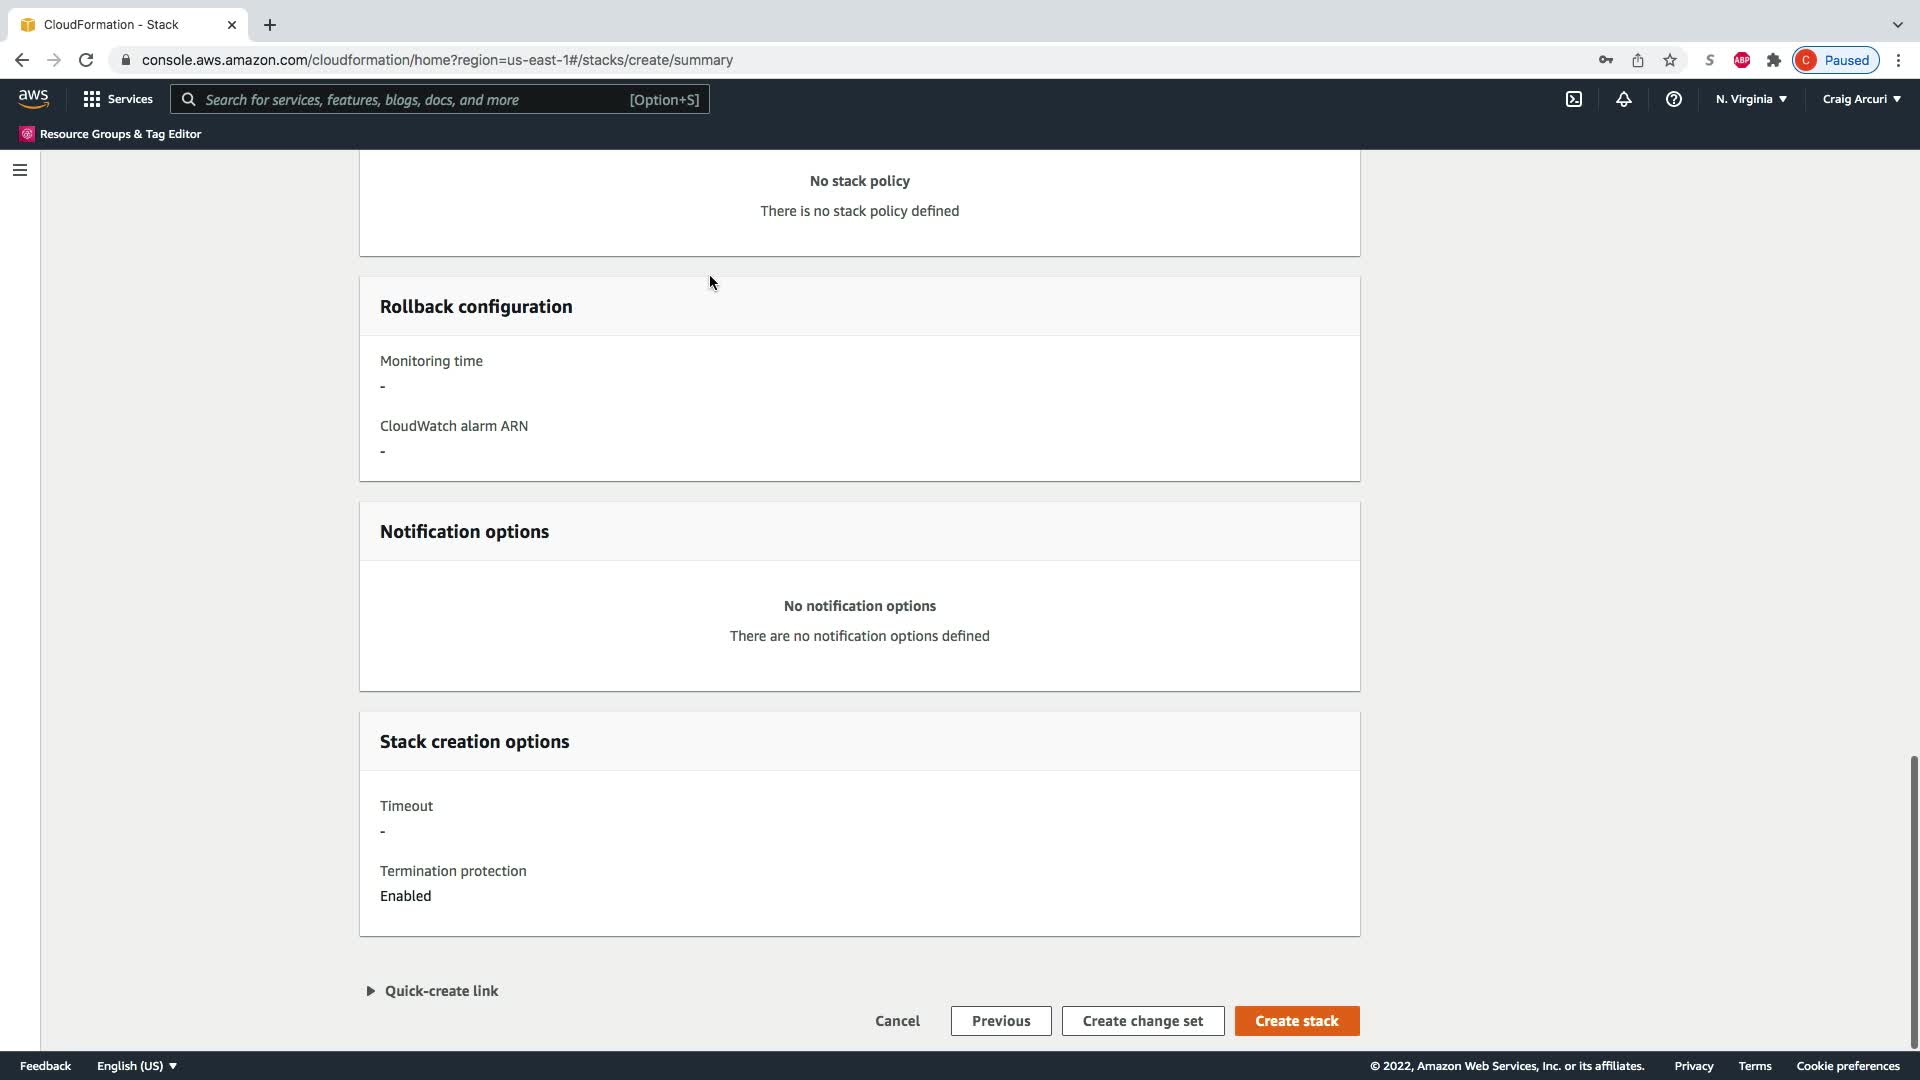 CloudFormation - Stack
console.aws.amazon.com/cloudformation/home?region=us-east-1#/stacks/create/summary
S
ABP
C
Paused
aws
Services
Search for services, features, blogs, docs, and more
[Option+S]
N. Virginia
Craig Arcuri
Resource Groups & Tag Editor
No stack policy
There is no stack policy defined
Rollback configuration
Monitoring time
-
CloudWatch alarm ARN
-
Notification options
No notification options
There are no notification options defined
Stack creation options
Timeout
-
Termination protection
Enabled
Quick-create link
Cancel
Previous
Create change set
Create stack
Feedback
English (US)
© 2022, Amazon Web Services, Inc. or its affiliates.
Privacy
Terms
Cookie preferences